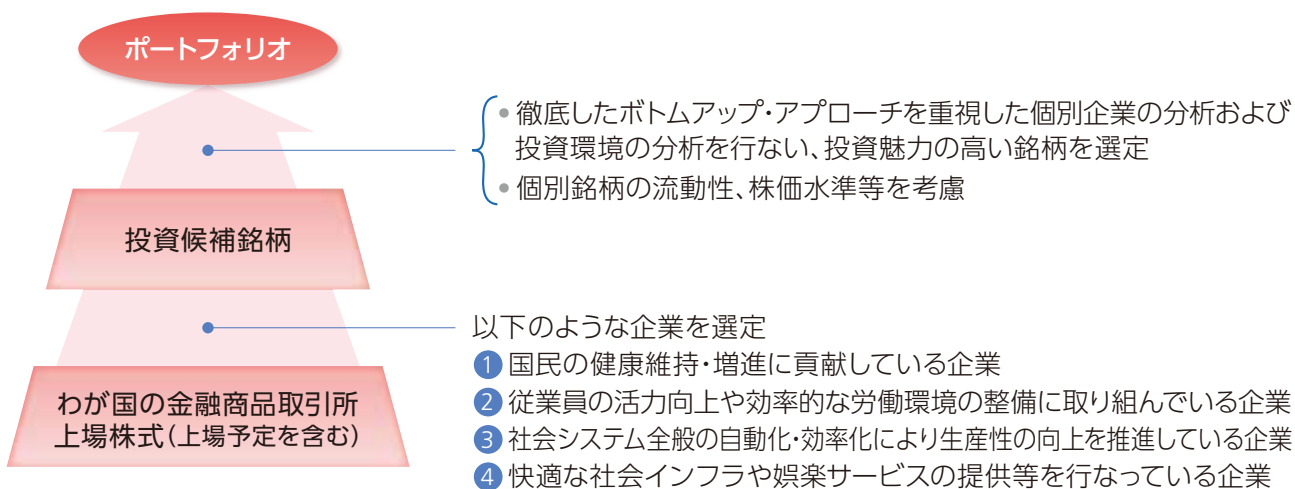 ポートフォリオ
• 徹底したボトムアップ・アプローチを重視した個別企業の分析および
投資環境の分析を行ない、投資魅力の高い銘柄を選定
• 個別銘柄の流動性、株価水準等を考慮
投資候補銘柄
以下のような企業を選定
❶ 国民の健康維持・増進に貢献している企業
❷ 従業員の活力向上や効率的な労働環境の整備に取り組んでいる企業
❸ 社会システム全般の自動化・効率化により生産性の向上を推進している企業
❹ 快適な社会インフラや娯楽サービスの提供等を行なっている企業
わが国の金融商品取引所
上場株式(上場予定を含む)